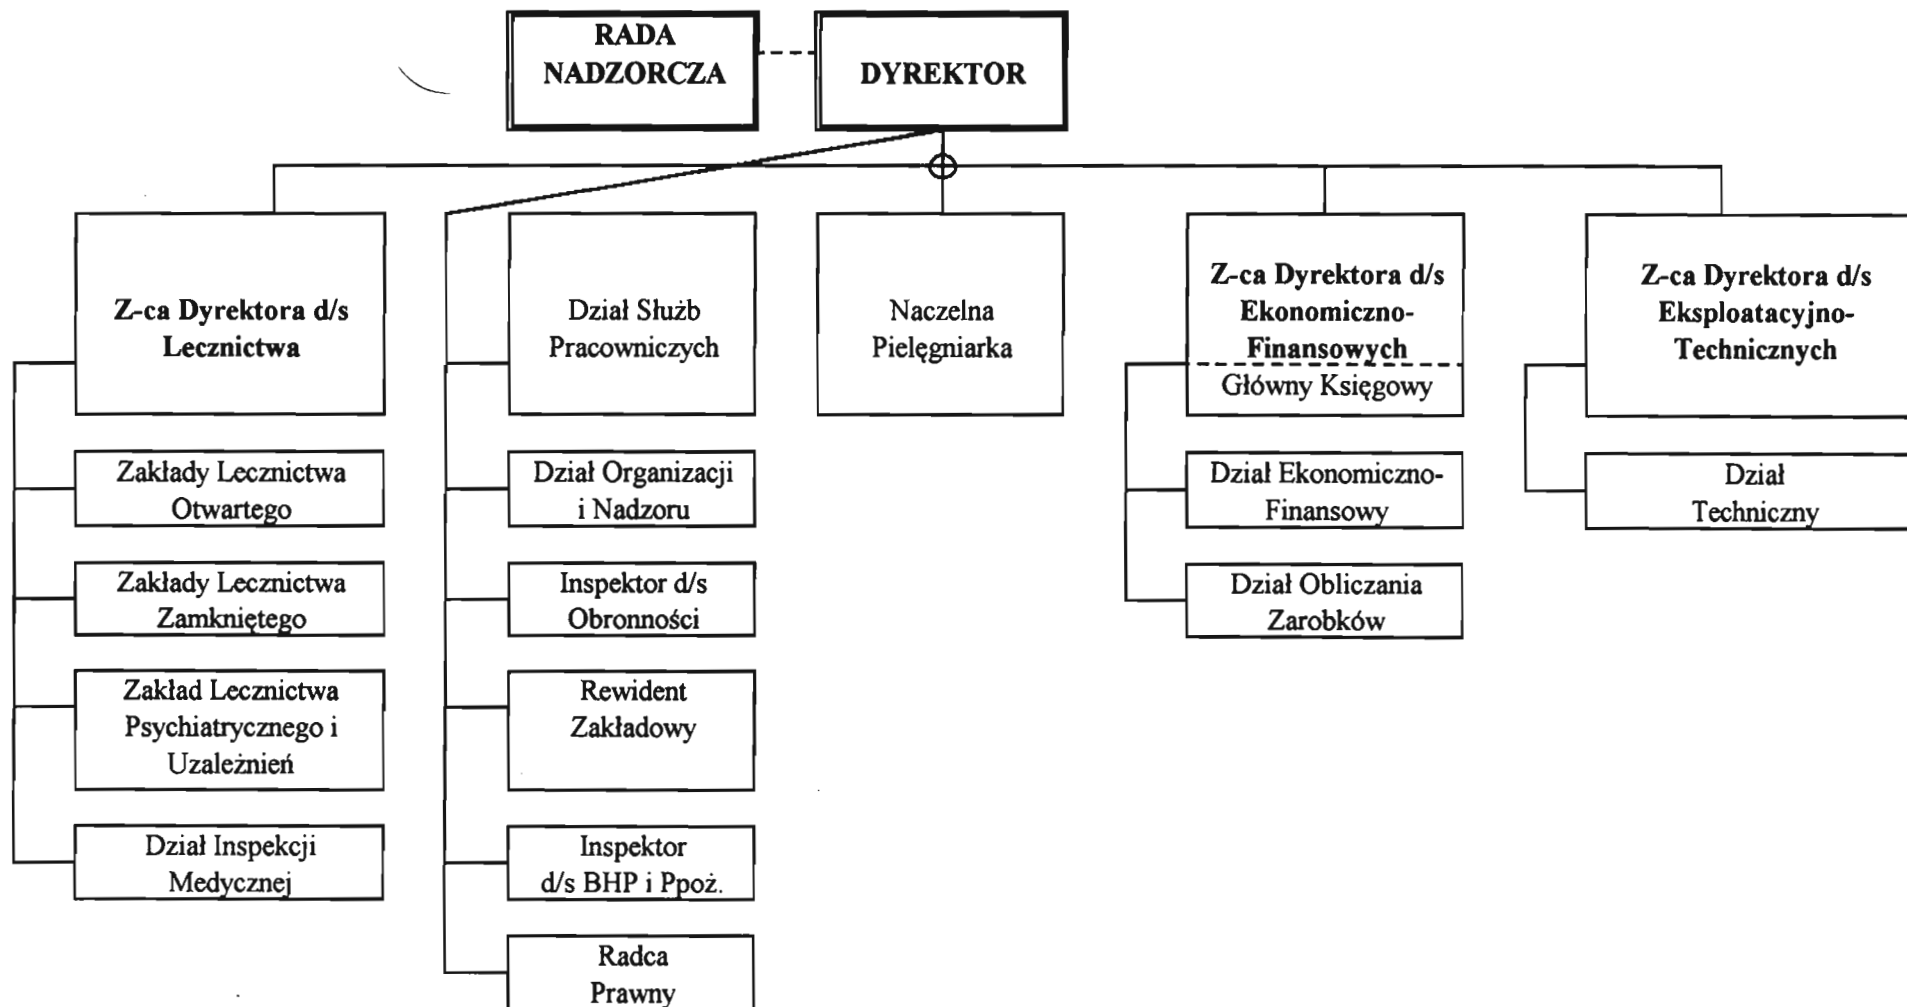 RADA
NADZORCZA
DYREKTOR
Z-ca Dyrektora d/s
Lecznictwa
Zakłady Lecznictwa
Otwartego
Zakłady Lecznictwa
Zamkniętego
Zakład Lecznictwa
Psychiatrycznego i
Uzależnień
Dział Inspekcji
Medycznej
Dział Służb
Pracowniczych
Dział Organizacji
i Nadzoru
Inspektor d/s
Obronności
Rewident
Zakładowy
Inspektor
d/s BHP i Ppoż.
Radca
Prawny
Naczelna
Pielęgniarka
Z-ca Dyrektora d/s
Ekonomiczno-
Finansowych
Główny Księgowy
Dział Ekonomiczno-
Finansowy
Dział Obliczania
Zarobków
Z-ca Dyrektora d/s
Eksploatacyjno-
Technicznych
Dział
Techniczny